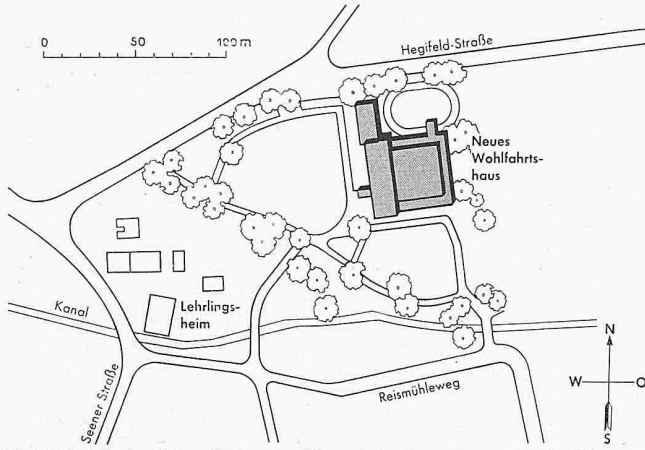 0 50 100 m
Hegifeld-Straße
Neues
Wohlfahrts-
haus
Lehrlings-
heim
Kanal
Seener Straße
Reismühleweg
N
W O
S